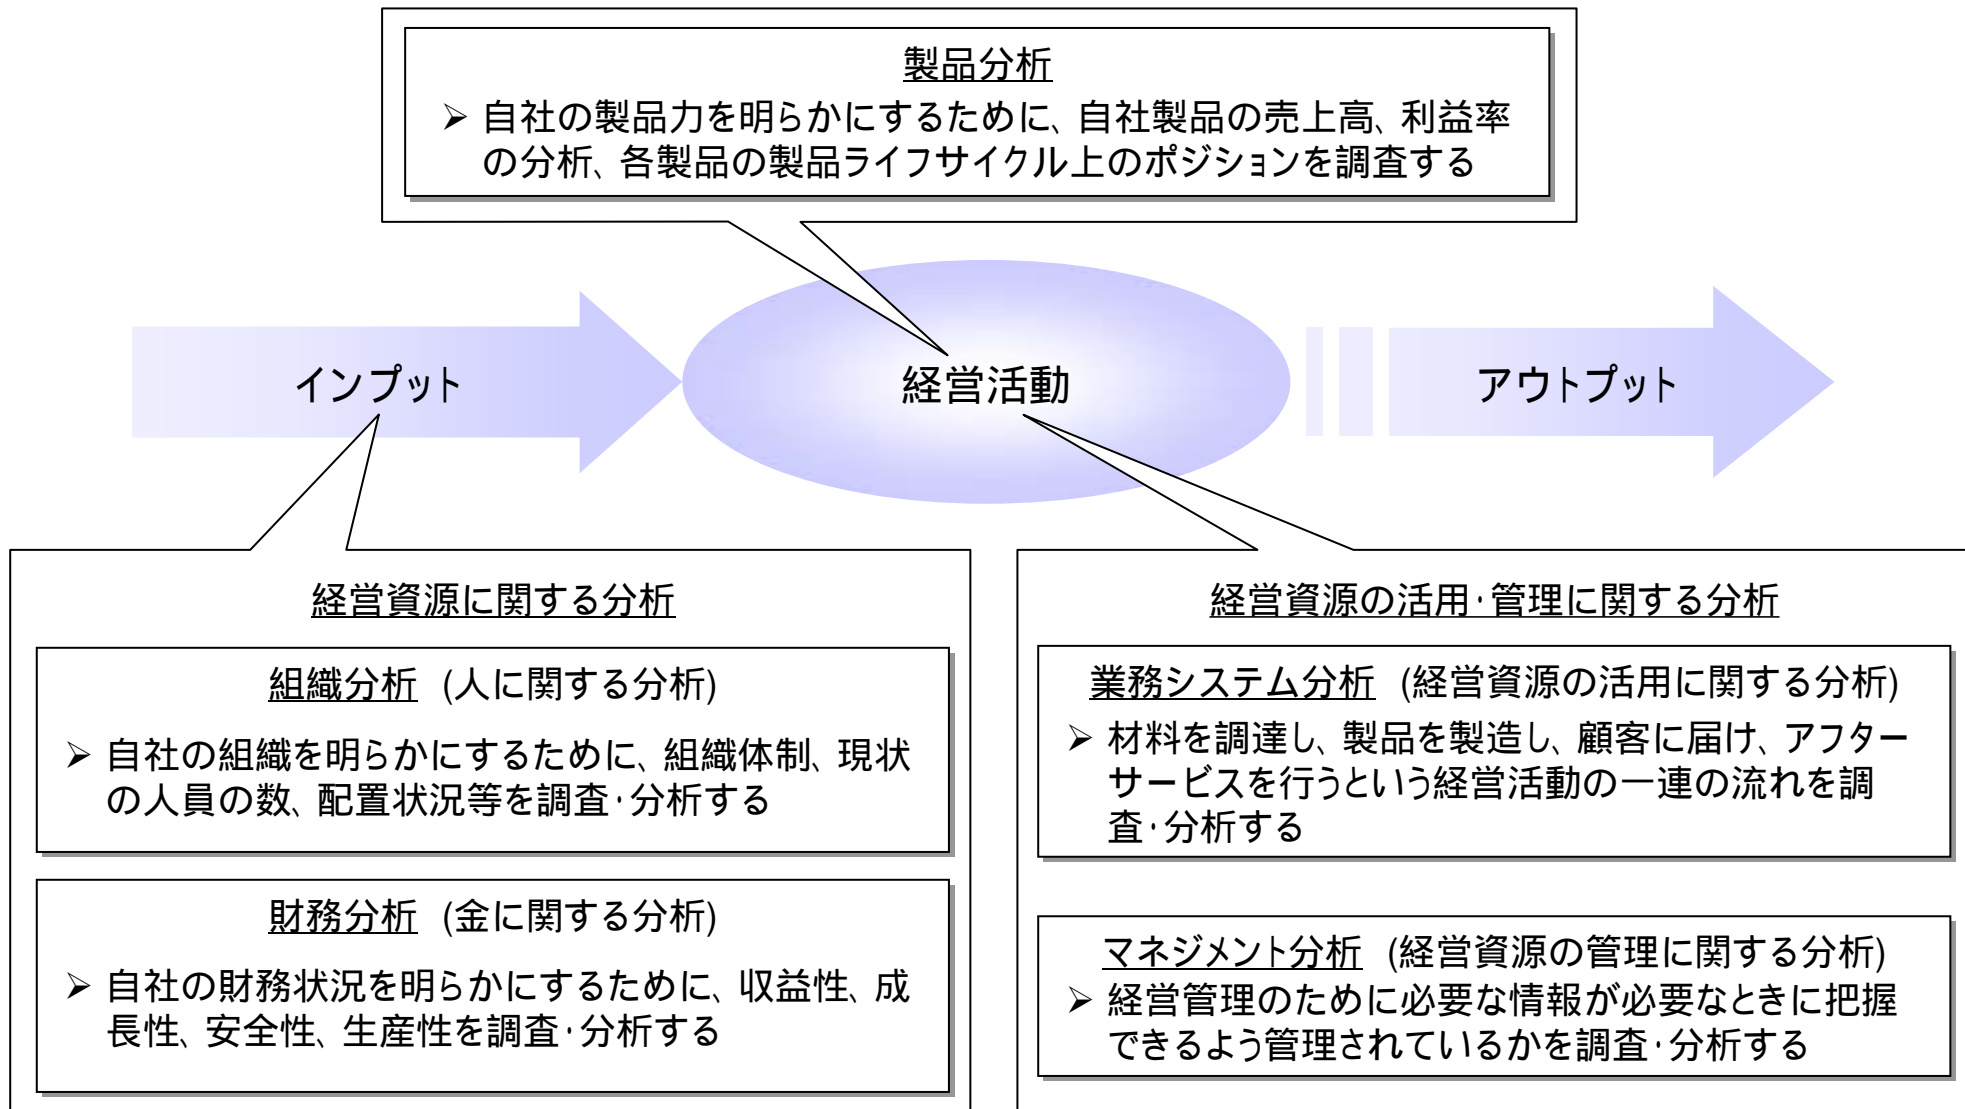 製品分析
➢ 自社の製品力を明らかにするために、自社製品の売上高、利益率
の分析、各製品の製品ライフサイクル上のポジションを調査する
インプット
経営活動
アウトプット
経営資源に関する分析
組織分析 (人に関する分析)
➢ 自社の組織を明らかにするために、組織体制、現状
の人員の数、配置状況等を調査・分析する
財務分析 (金に関する分析)
➢ 自社の財務状況を明らかにするために、収益性、成
長性、安全性、生産性を調査・分析する
経営資源の活用・管理に関する分析
業務システム分析 (経営資源の活用に関する分析)
➢ 材料を調達し、製品を製造し、顧客に届け、アフター
サービスを行うという経営活動の一連の流れを調
査・分析する
マネジメント分析 (経営資源の管理に関する分析)
➢ 経営管理のために必要な情報が必要なときに把握
できるよう管理されているかを調査・分析する